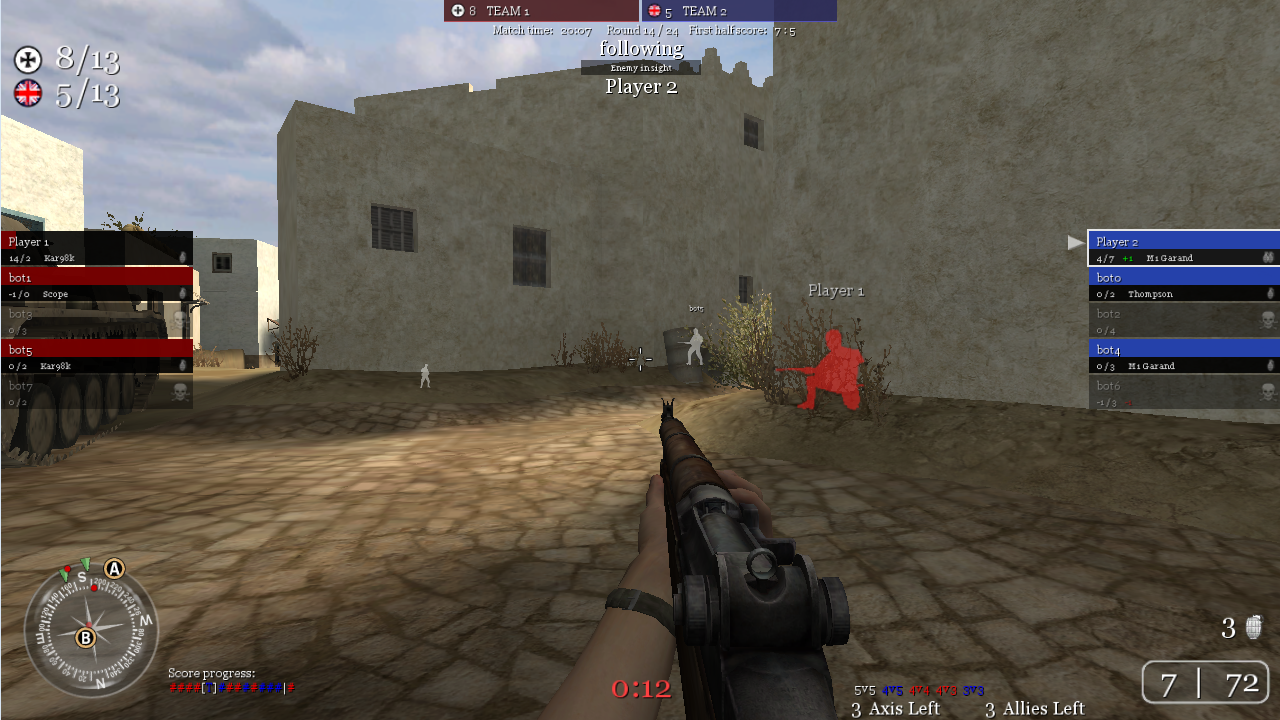 8 TEAM 1
5 TEAM 2
Match time: 20:07 Round 14 / 24 First half score: 7 : 5
following
Enemy in sight
Player 2
8/13
5/13
Player 1
14/2 Kar98k
bot1
-1/0 Scope
bot3
0/3
bot5
0/2 Kar98k
bot7
0/2
Player 2
4/7 +1 M1 Garand
bot0
0/2 Thompson
bot2
0/4
bot4
0/3 M1 Garand
bot6
-1/3
Player 1
bot5
A
B
S
W
N
E
Score progress:
0:12
5v5 4v5 4v4 4v3 3v3
3 Axis Left
3 Allies Left
3
7 | 72